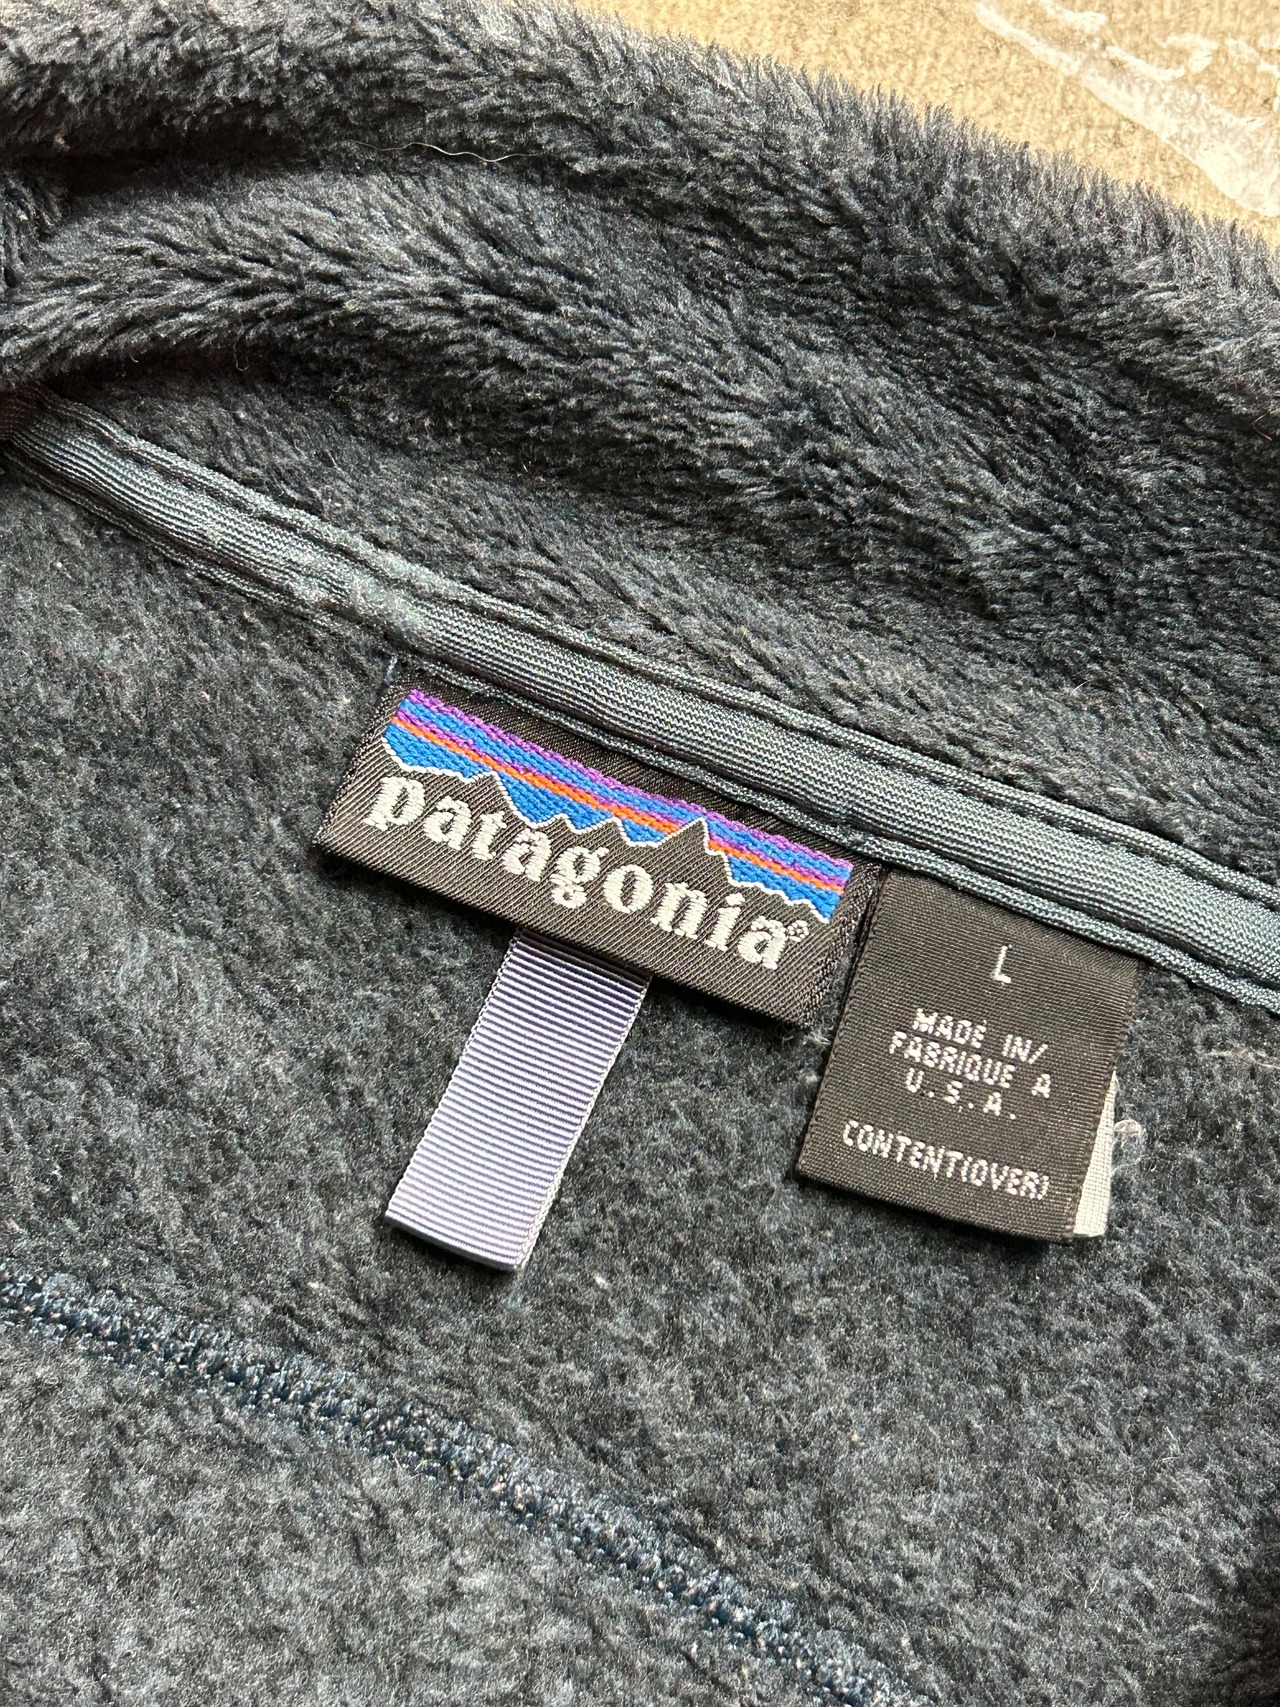 patagonia®
L
MADE IN/
FABRIQUE A
U.S.A.
CONTENT(OVER)